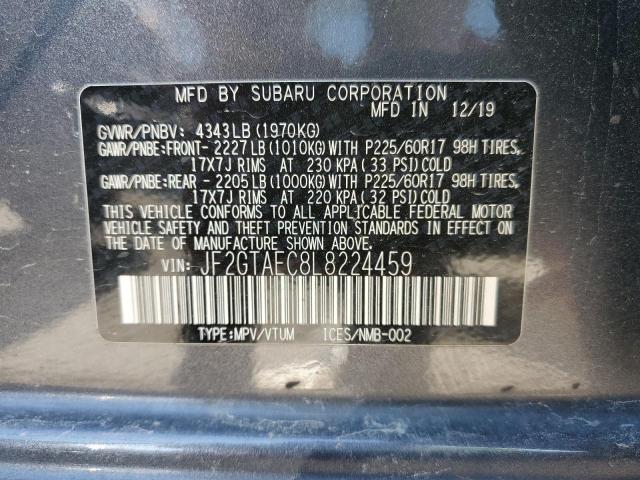 MFD BY SUBARU CORPORATION
MFD IN 12/19
GVWR/PNBV: 4343LB(1970KG)
GAWR/PNBE:FRONT- 2227LB(1010KG)WITH P225/60R17 98H TIRES,
17X7J RIMS AT 230 KPA(33 PSI)COLD
GAWR/PNBE:REAR - 2205LB(1000KG)WITH P225/60R17 98H TIRES,
17X7J RIMS AT 220 KPA(32 PSI)COLD
THIS VEHICLE CONFORMS TO ALL APPLICABLE FEDERAL MOTOR
VEHICLE SAFETY AND THEFT PREVENTION STANDARDS IN EFFECT
ON THE DATE OF MANUFACTURE SHOWN ABOVE.
VIN: JF2GTAEC8L8224459
TYPE:MPV/VTUM ICES/NMB-002